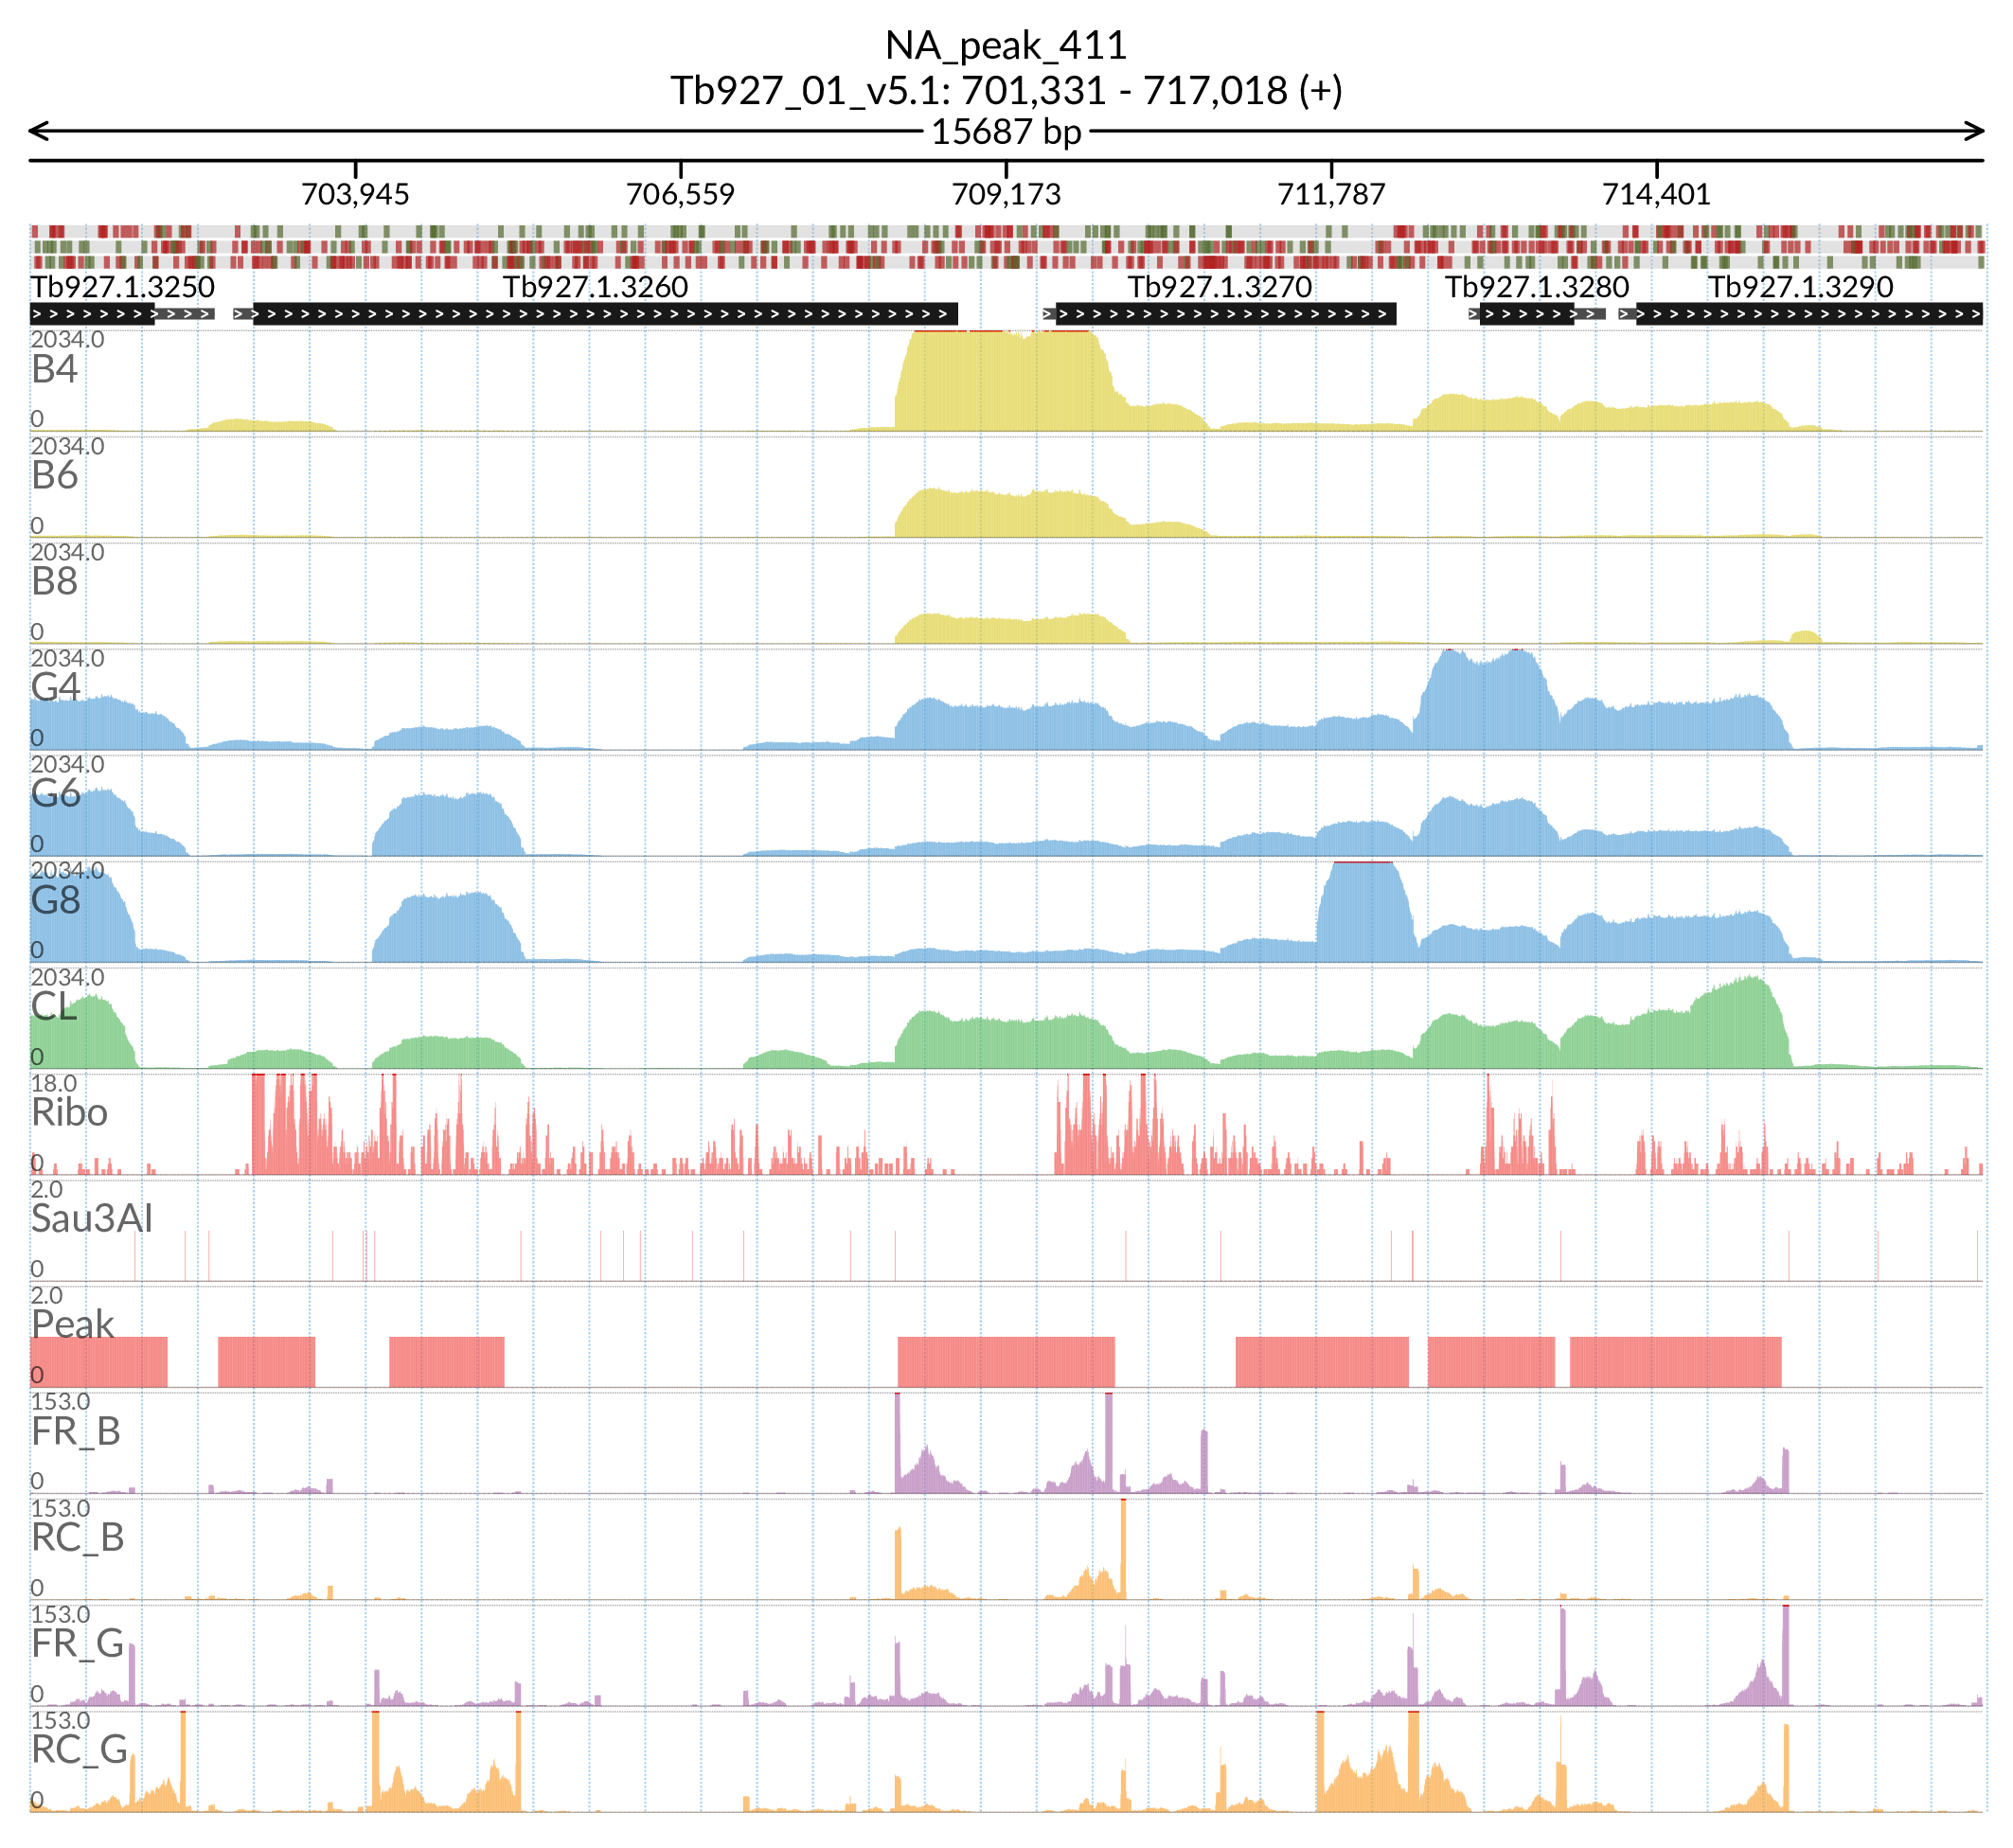 NA_peak_411
Tb927_01_v5.1: 701,331 - 717,018 (+)
15687 bp
703,945 706,559 709,173 711,787 714,401
Tb927.1.3250 Tb927.1.3260 Tb927.1.3270 Tb927.1.3280 Tb927.1.3290
2034.0
B4
0
2034.0
B6
0
2034.0
B8
0
2034.0
G4
0
2034.0
G6
0
2034.0
G8
0
2034.0
CL
0
18.0
Ribo
0
2.0
Sau3AI
0
2.0
Peak
0
153.0
FR_B
0
153.0
RC_B
0
153.0
FR_G
0
153.0
RC_G
0